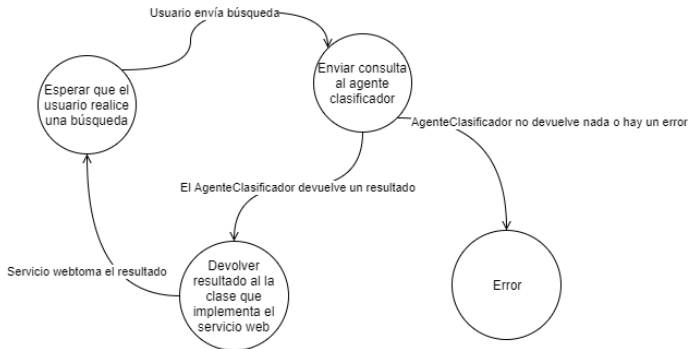 Usuario envía búsqueda
Esperar que el
usuario realice
una búsqueda
Enviar consulta
al agente
clasificador
AgenteClasificador no devuelve nada o hay un error
El AgenteClasificador devuelve un resultado
Servicio webtoma el resultado
Devolver
resultado al la
clase que
implementa el
servicio web
Error